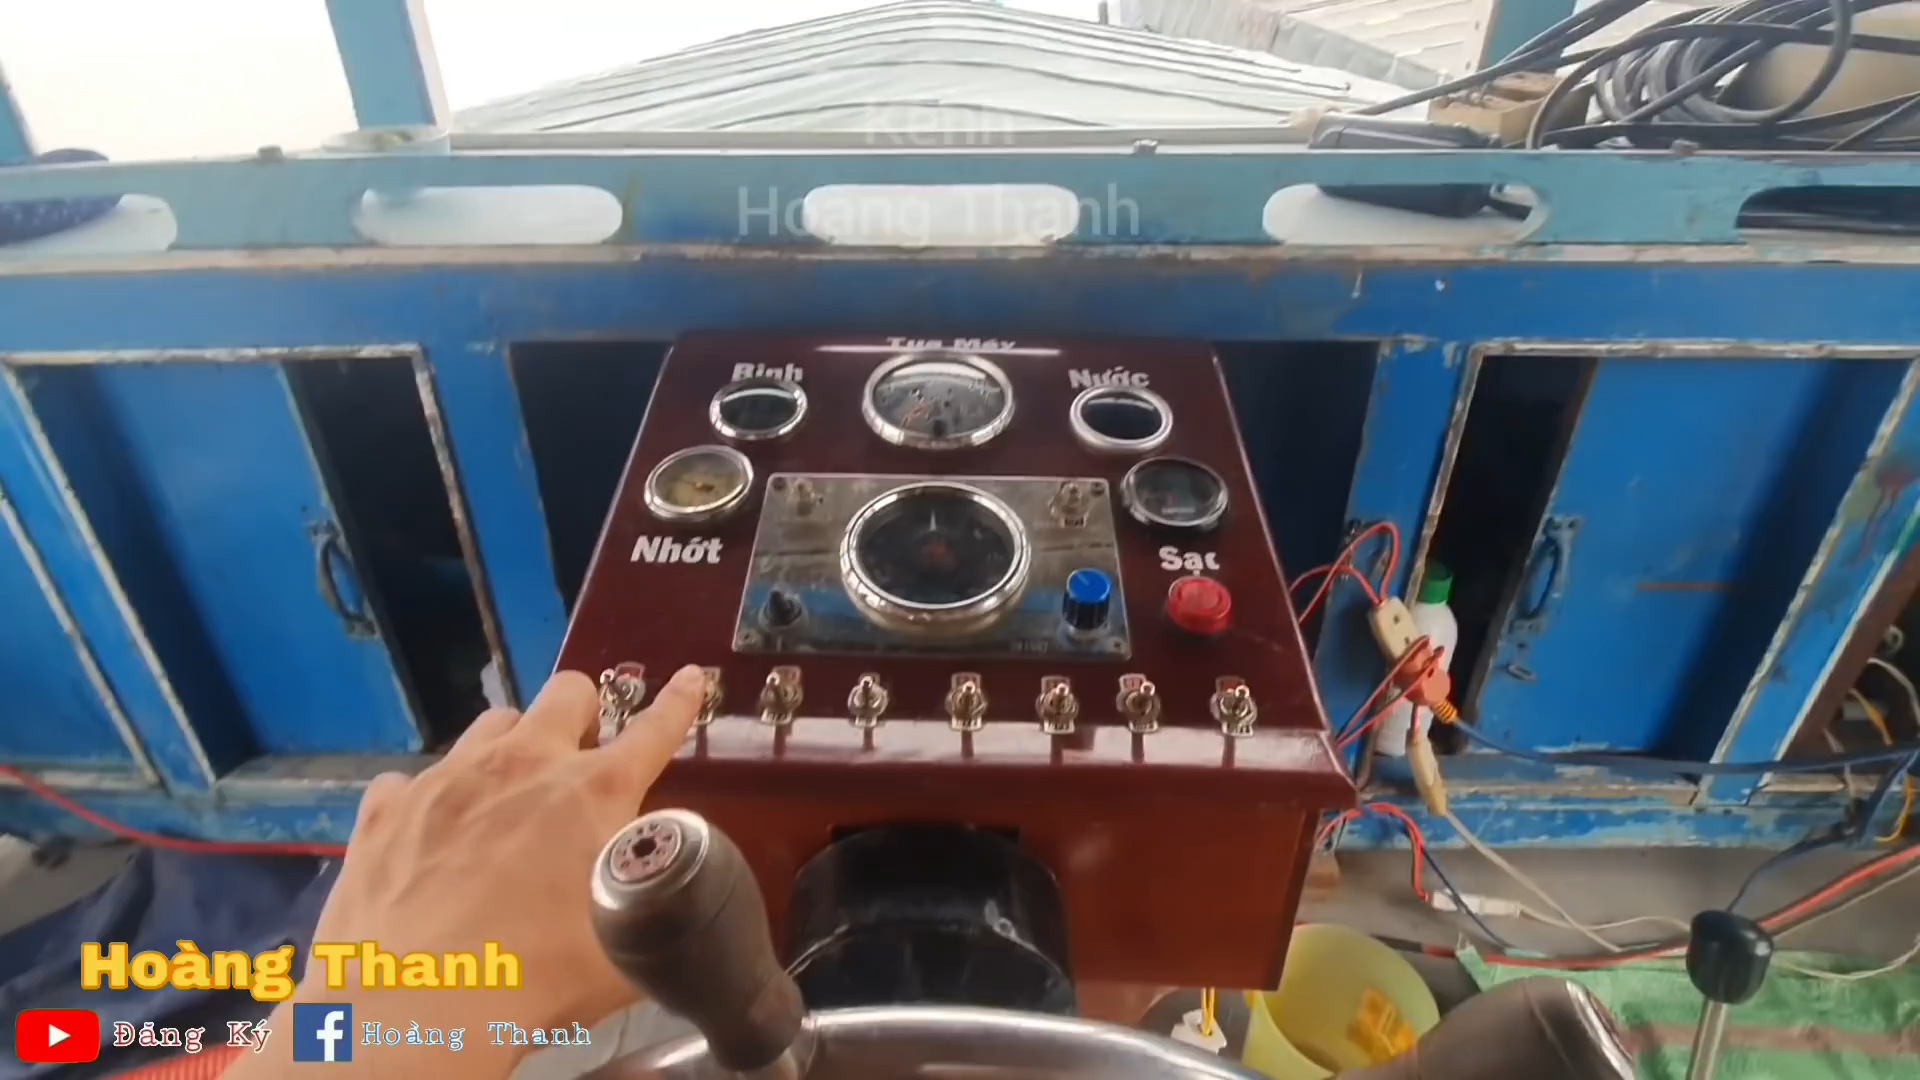 Kênh
Hoàng Thanh
Tua Máy
Bình
Nước
Nhớt
Sạc
Hoàng Thanh
Đăng Ký
Hoàng Thanh